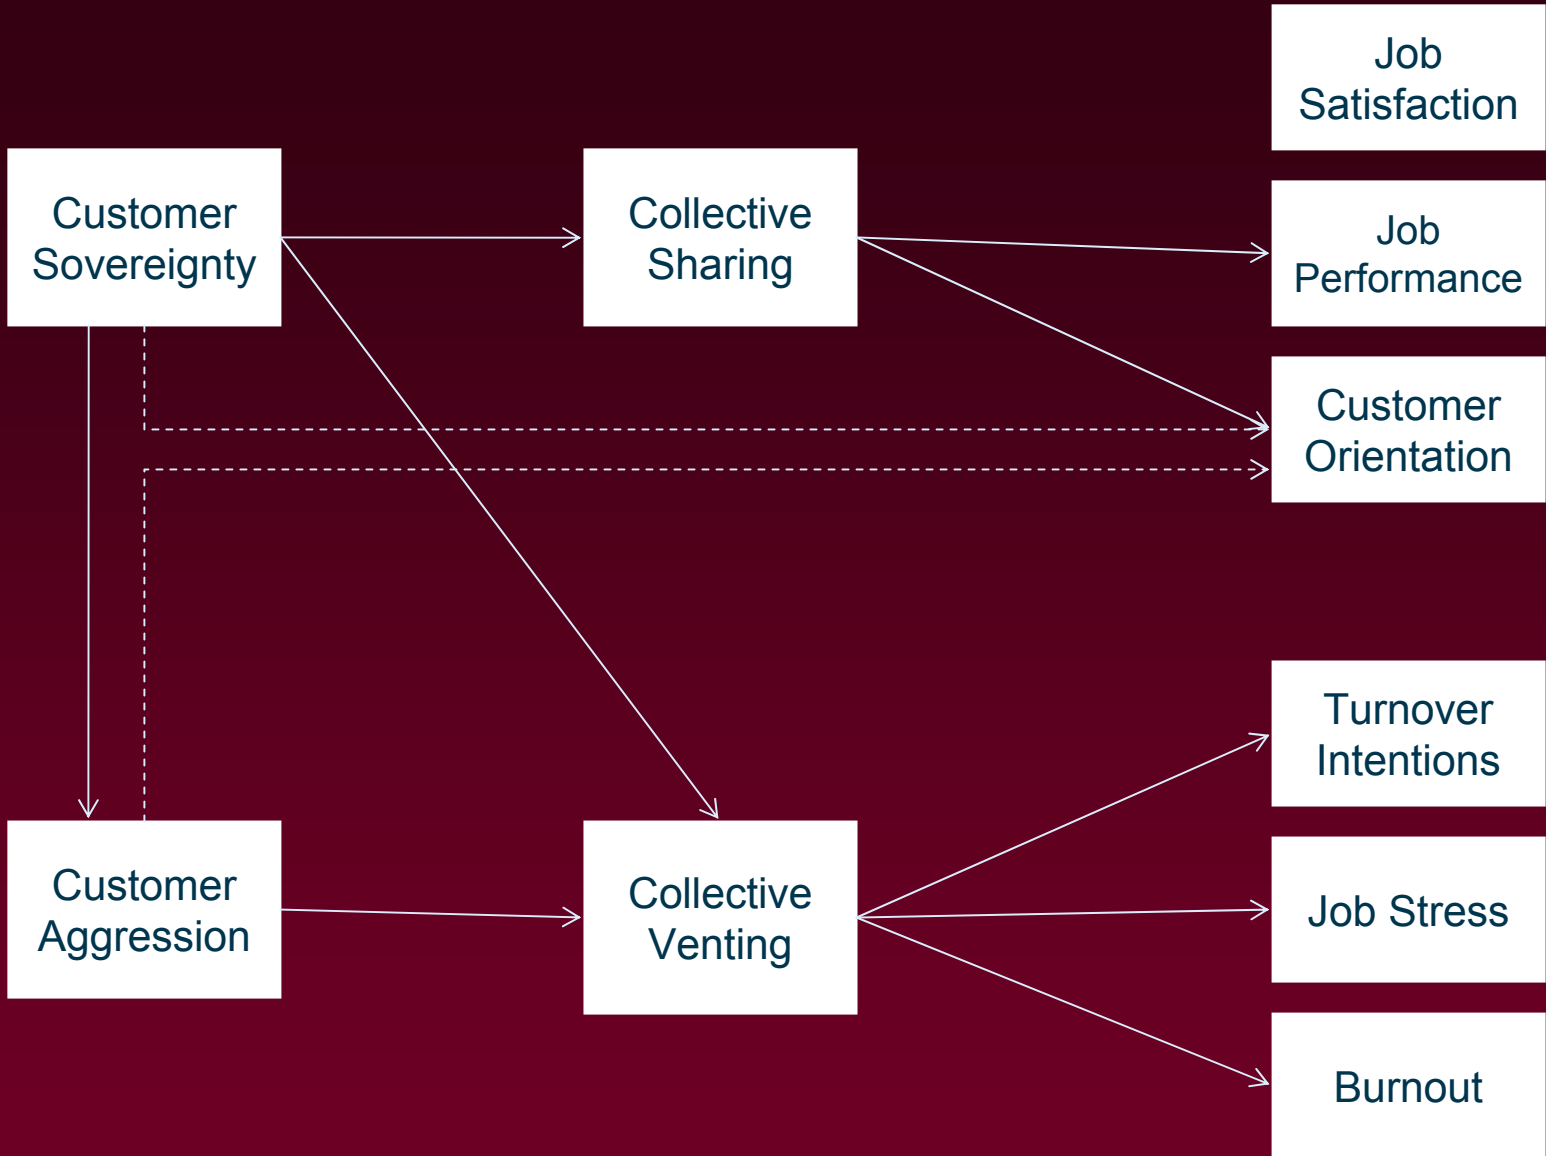 Job
Satisfaction
Customer
Sovereignty
Collective
Sharing
Job
Performance
Customer
Orientation
Turnover
Intentions
Customer
Aggression
Collective
Venting
Job Stress
Burnout